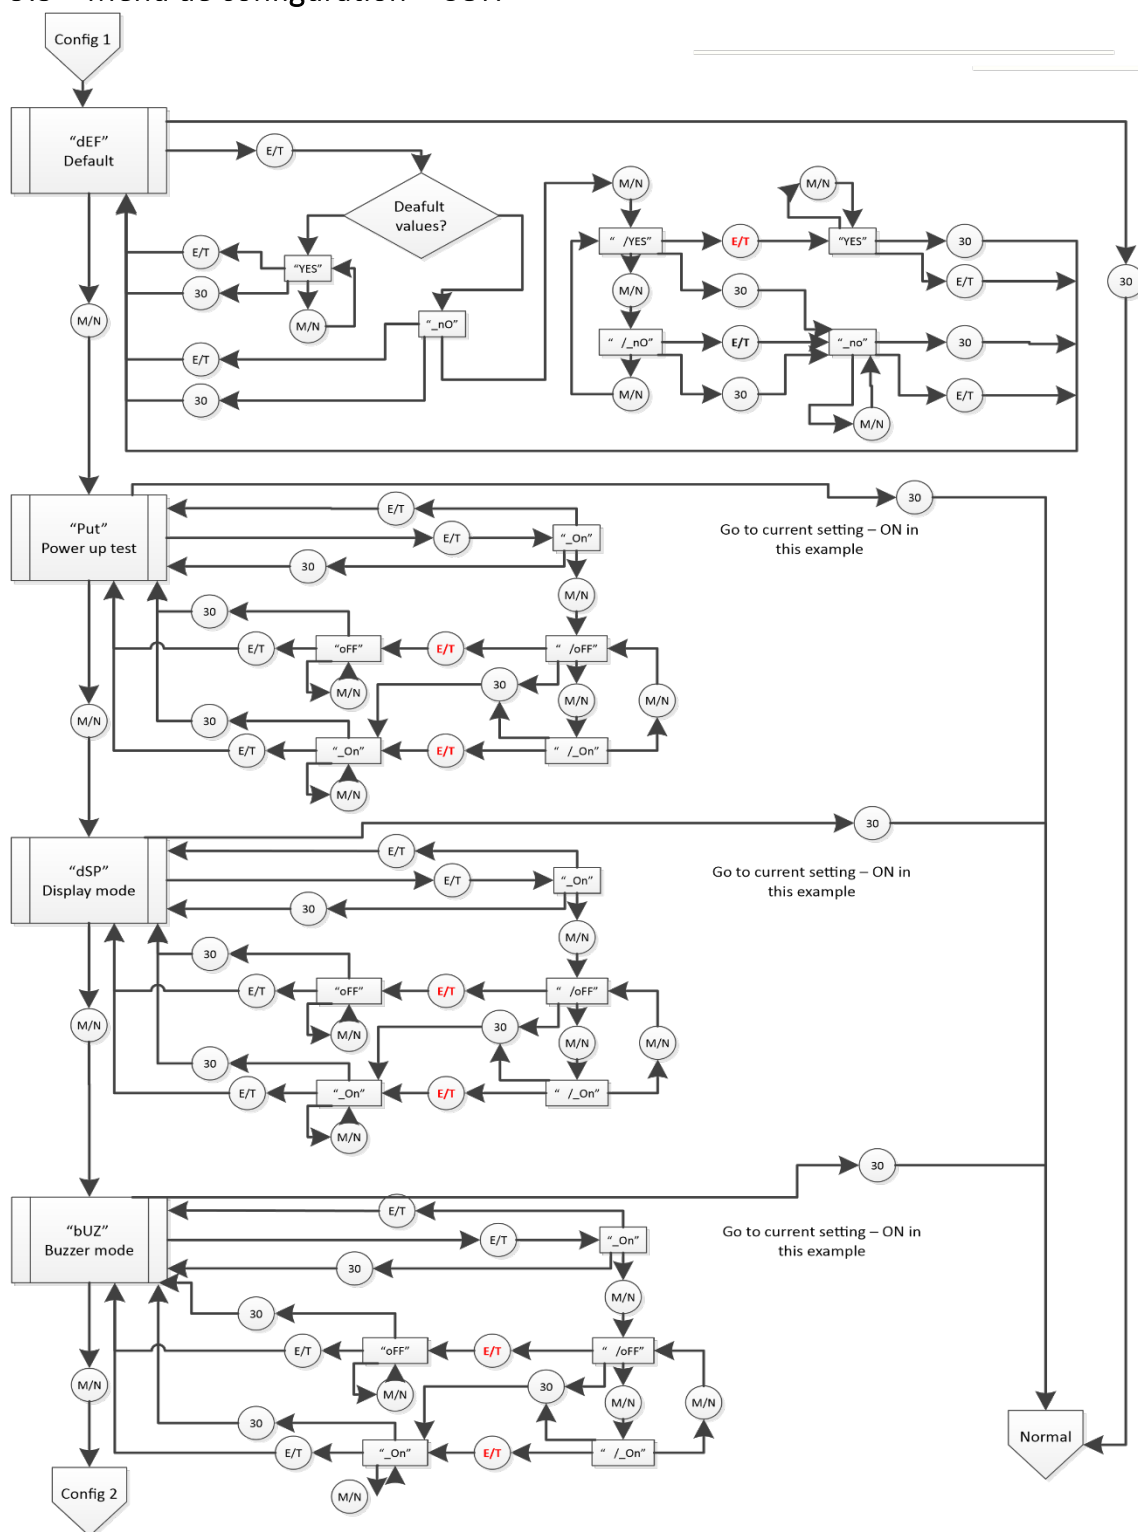 Config 1
“dEF”
Default
E/T
Deafult
values?
M/N
M/N
“ /YES”
E/T
“YES”
30
E/T
“YES”
30
M/N
E/T
30
M/N
30
30
M/N
“_nO”
“ /_nO”
E/T
“_no”
30
E/T
30
M/N
30
E/T
M/N
“Put”
Power up test
E/T
30
E/T
“_On”
Go to current setting – ON in
this example
30
M/N
30
E/T
“oFF”
E/T
“ /oFF”
30
M/N
M/N
M/N
M/N
30
E/T
“_On”
E/T
“ /_On”
M/N
“dSP”
Display mode
30
E/T
E/T
“_On”
Go to current setting – ON in
this example
30
M/N
30
E/T
“oFF”
E/T
“ /oFF”
M/N
M/N
30
M/N
M/N
30
E/T
“_On”
E/T
“ /_On”
M/N
“bUZ”
Buzzer mode
30
E/T
E/T
“_On”
Go to current setting – ON in
this example
30
M/N
30
E/T
“oFF”
E/T
“ /oFF”
M/N
M/N
30
M/N
M/N
30
E/T
“_On”
E/T
“ /_On”
M/N
Normal
Config 2